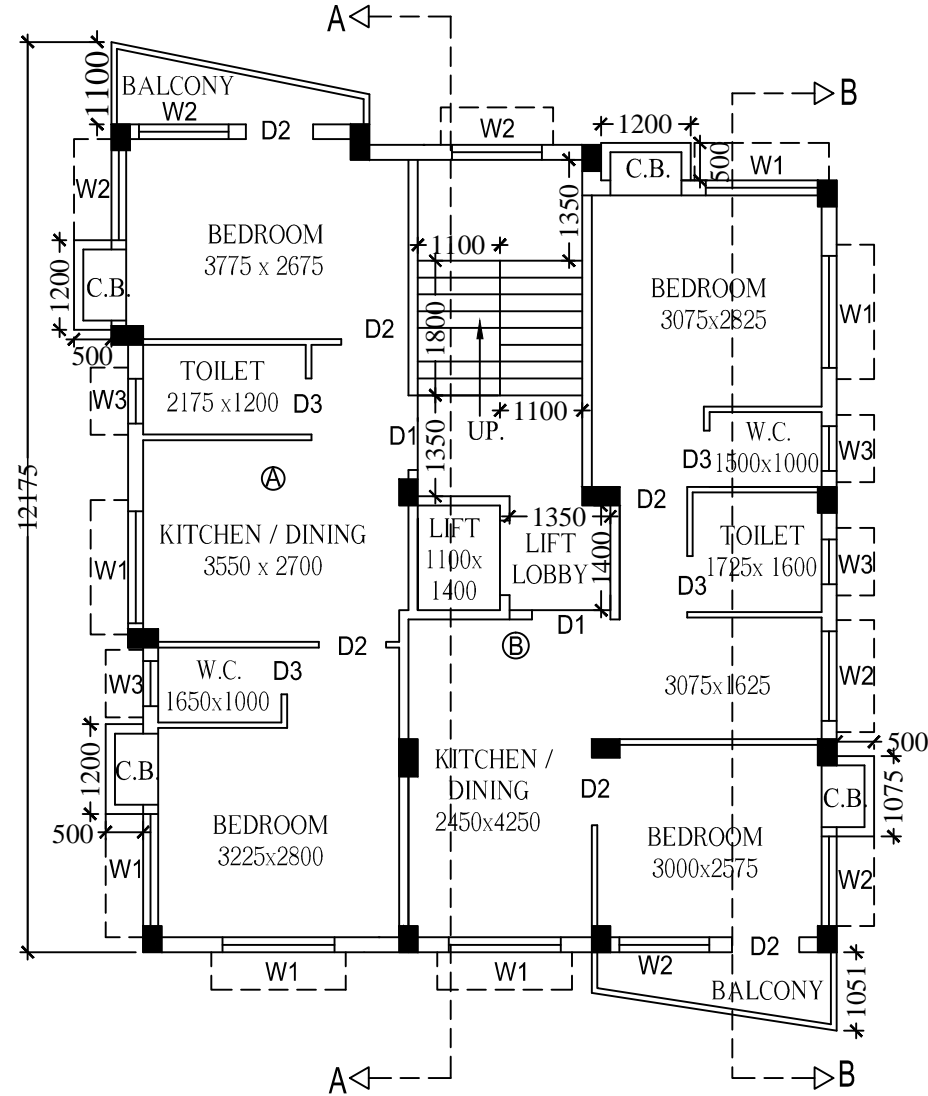 A
B
1100
BALCONY
W2
D2
W2
1200
500
W1
C.B.
W2
1350
BEDROOM
3775 x 2675
1100
1200
C.B.
BEDROOM
3075x2825
W1
D2
1800
500
TOILET
2175 x1200
D3
W3
1100
UP.
D1
1350
W.C.
1500x1000
D3
W3
A
12175
D2
KITCHEN / DINING
3550 x 2700
LIFT
1100x
1400
1350
LIFT
LOBBY
1400
TOILET
1725x 1600
W3
W1
D3
D1
B
D2
W.C.
1650x1000
D3
W3
3075x1625
W2
500
1200
C.B.
KITCHEN /
DINING
2450x4250
D2
C.B.
1075
500
BEDROOM
3225x2800
W1
BEDROOM
3000x2575
W2
W1
W1
W2
D2
BALCONY
1051
A
B